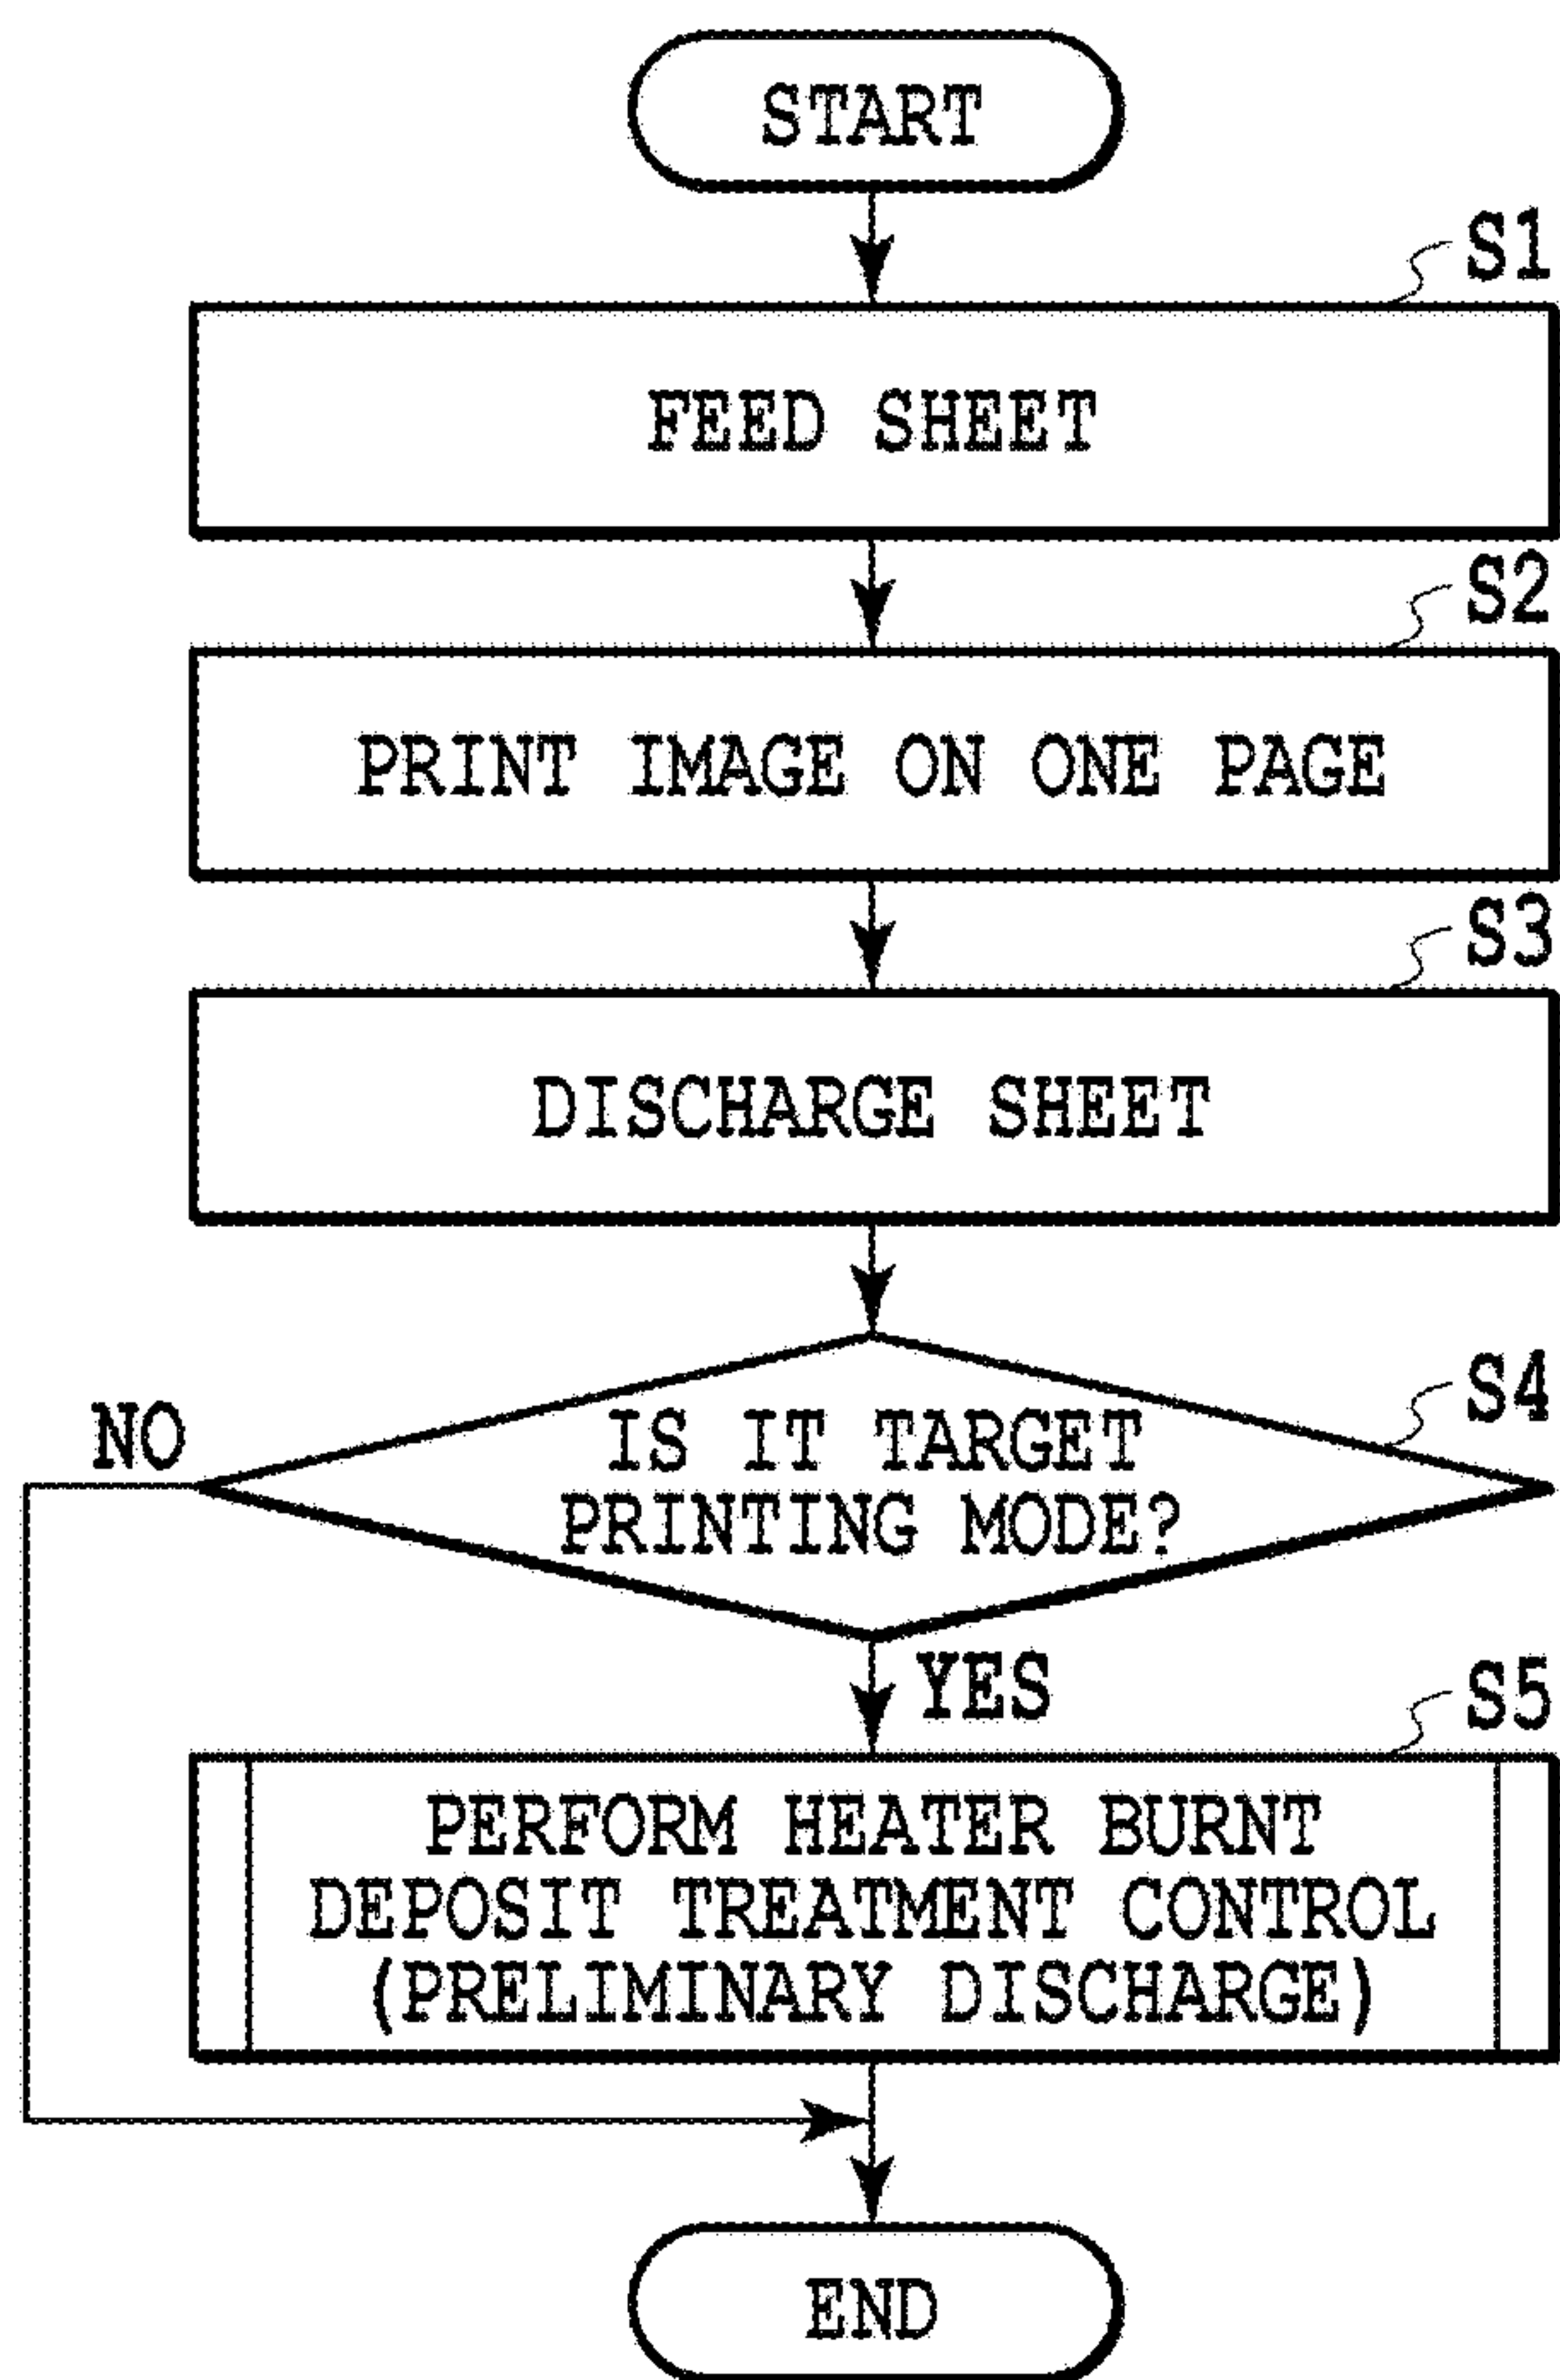 START
S1
FEED SHEET
S2
PRINT IMAGE ON ONE PAGE
S3
DISCHARGE SHEET
S4
NO
IS IT TARGET
PRINTING MODE?
YES
S5
PERFORM HEATER BURNT
DEPOSIT TREATMENT CONTROL
(PRELIMINARY DISCHARGE)
END